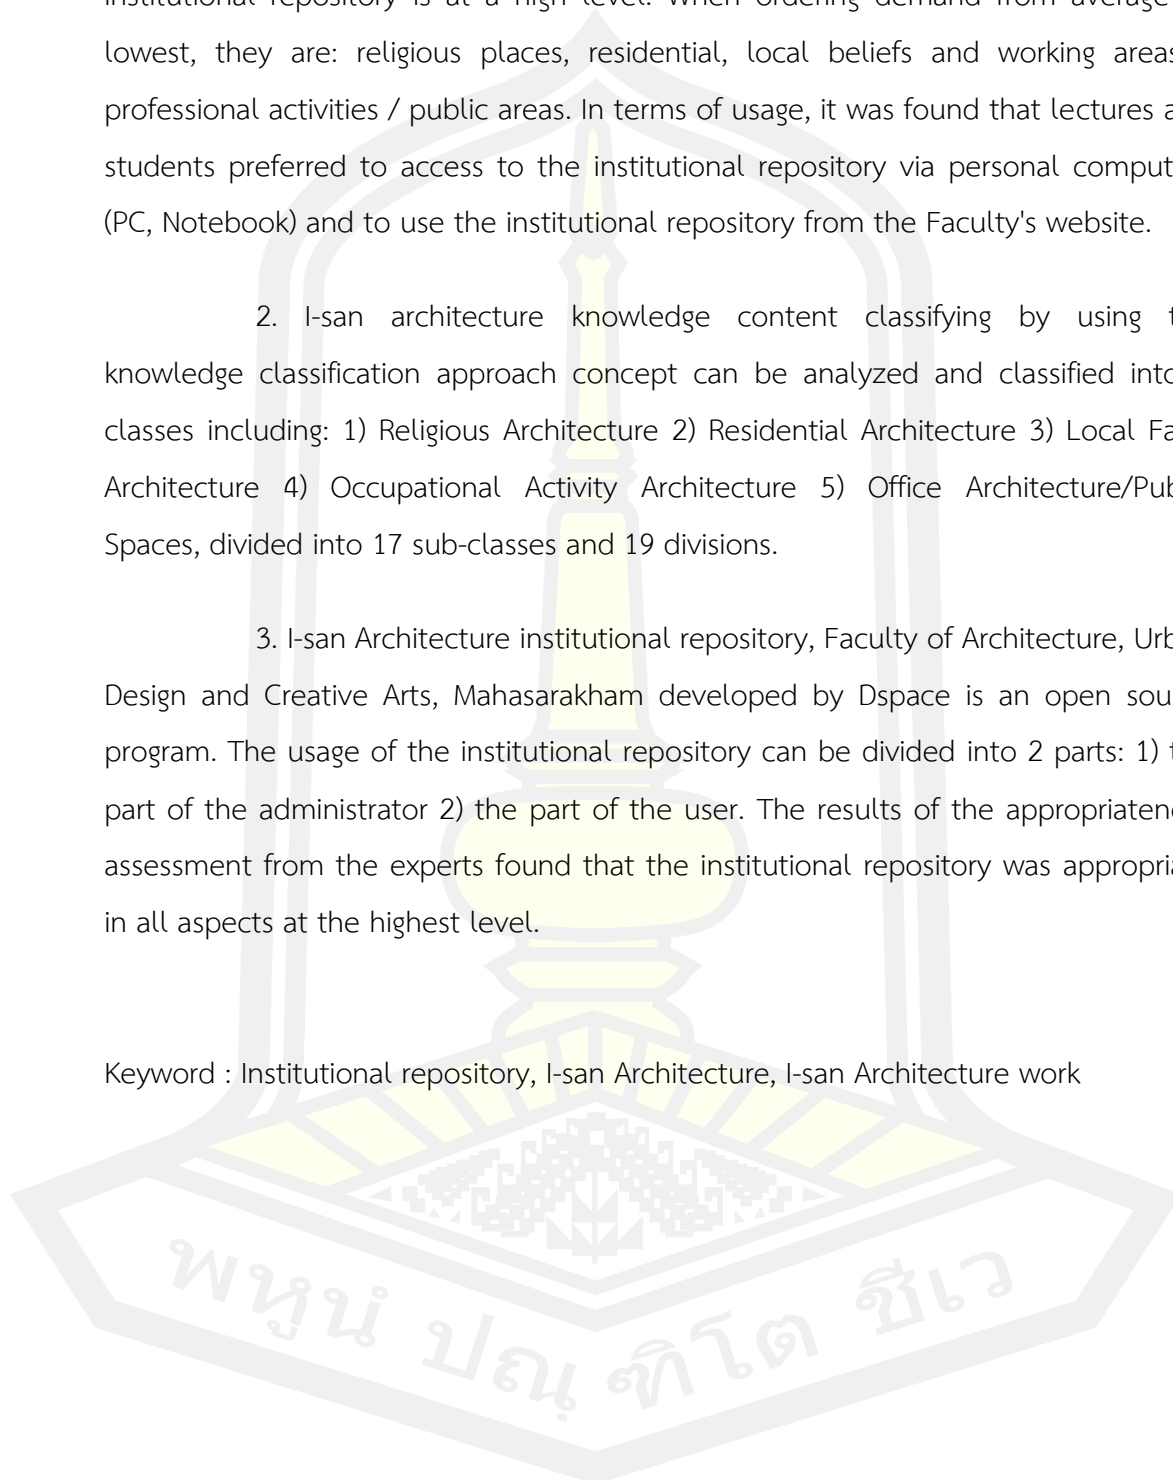 institutional repository is at a high level. When ordering demand from average
lowest, they are: religious places, residential, local beliefs and working areas
professional activities / public areas. In terms of usage, it was found that lectures
students preferred to access to the institutional repository via personal
(PC, Notebook) and to use the institutional repository from the Faculty's website.
2. I-san architecture knowledge content classifying by using
knowledge classification approach concept can be analyzed and classified into
classes including: 1) Religious Architecture 2) Residential Architecture 3) Local
Architecture 4) Occupational Activity Architecture 5) Office
Spaces, divided into 17 sub-classes and 19 divisions.
3. I-san Architecture institutional repository, Faculty of Architecture,
Design and Creative Arts, Mahasarakham developed by Dspace is an open
program. The usage of the institutional repository can be divided into 2 parts: 1)
part of the administrator 2) the part of the user. The results of the
assessment from the experts found that the institutional repository was
in all aspects at the highest level.
Keyword : Institutional repository, I-san Architecture, I-san Architecture work
พหูนํ ปณฺฑิโต ชีเว